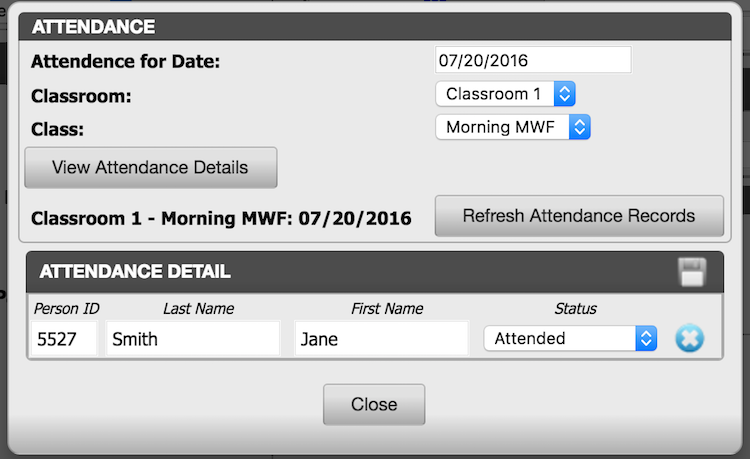 ATTENDANCE
Attendence for Date: 07/20/2016
Classroom: Classroom 1
Class: Morning MWF
View Attendance Details
Classroom 1 - Morning MWF: 07/20/2016 Refresh Attendance Records
ATTENDANCE DETAIL
Person ID Last Name First Name Status
5527 Smith Jane Attended
Close